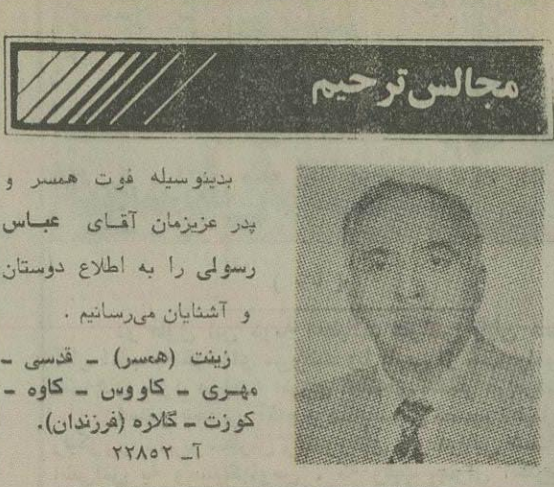 مجالس ترحیم
بدینوسیله فوت همسر و
پدر عزیزمان آقای عباس
رسولی را به اطلاع دوستان
و آشنایان می‌رسانیم .
زینت (همسر) ـ قدسی ـ
مهری ـ کاووس ـ کاوه ـ
کوزت ـ گلاره (فرزندان).
آـ ۲۲۸۵۲